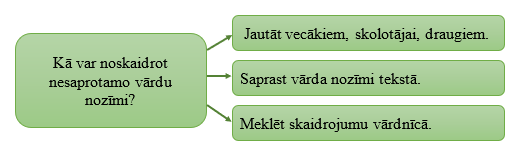 Kā var noskaidrot
nesaprotamo vārdu
nozīmi?
Jautāt vecākiem, skolotājai, draugiem.
Saprast vārda nozīmi tekstā.
Meklēt skaidrojumu vārdnīcā.